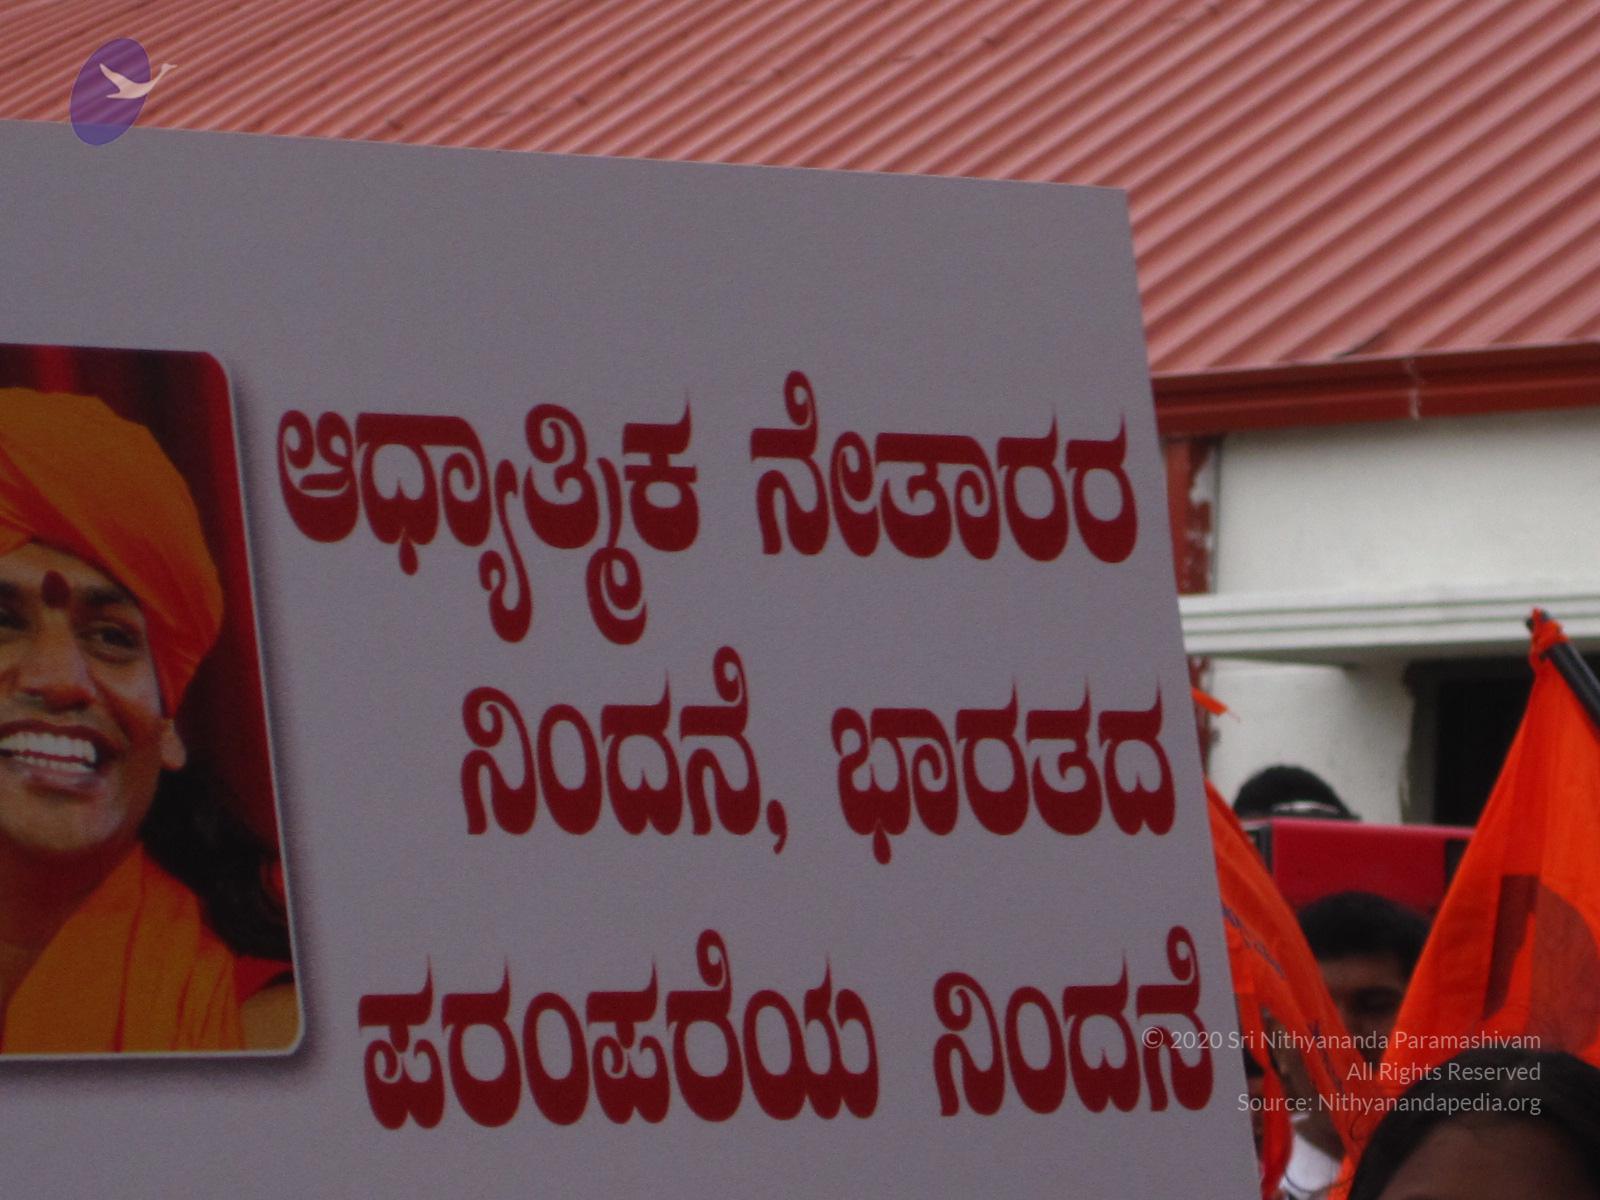 ಆಧ್ಯಾತ್ಮಿಕ ನೇತಾರರ
ನಿಂದನೆ, ಭಾರತದ
ಪರಂಪರೆಯ ನಿಂದನೆ
© 2020 Sri Nithyananda Paramashivam
All Rights Reserved
Source: Nithyanandapedia.org